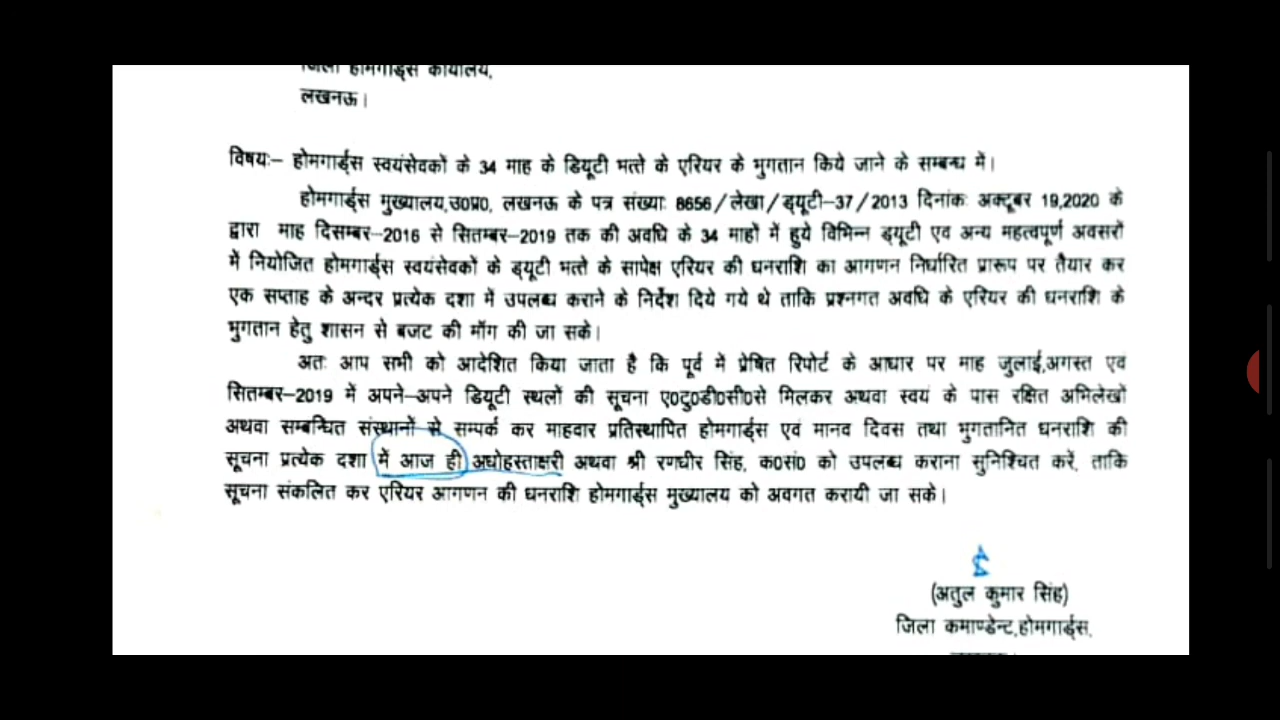 जिला होमगार्ड्स कार्यालय,
लखनऊ।
विषयः– होमगार्ड्स स्वयंसेवकों के 34 माह के डियूटी भत्ते के एरियर के भुगतान किये जाने के सम्बन्ध में।
होमगार्ड्स मुख्यालय,उ0प्र0, लखनऊ के पत्र संख्याः 8656/लेखा/ड्यूटी–37/2013 दिनांकः अक्टूबर 19,2020 के
द्वारा माह दिसम्बर–2016 से सितम्बर–2019 तक की अवधि के 34 माहों में हुये विभिन्न ड्यूटी एवं अन्य महत्वपूर्ण अवसरों
में नियोजित होमगार्ड्स स्वयंसेवकों के ड्यूटी भत्ते के सापेक्ष एरियर की धनराशि का आगणन निर्धारित प्रारूप पर तैयार कर
एक सप्ताह के अन्दर प्रत्येक दशा में उपलब्ध कराने के निर्देश दिये गये थे ताकि प्रश्नगत अवधि के एरियर की धनराशि के
भुगतान हेतु शासन से बजट की मॉग की जा सके।
अतः आप सभी को आदेशित किया जाता है कि पूर्व में प्रेषित रिपोर्ट के आधार पर माह जुलाई,अगस्त एवं
सितम्बर–2019 में अपने–अपने डियूटी स्थलों की सूचना ए0टु0डी0सी0से मिलकर अथवा स्वयं के पास रक्षित अभिलेखों
अथवा सम्बन्धित संस्थानों से सम्पर्क कर माहवार प्रतिस्थापित होमगार्ड्स एवं मानव दिवस तथा भुगतानित धनराशि की
सूचना प्रत्येक दशा में आज ही अधोहस्ताक्षरी अथवा श्री रणधीर सिंह, क0सं0 को उपलब्ध कराना सुनिश्चित करें, ताकि
सूचना संकलित कर एरियर आगणन की धनराशि होमगार्ड्स मुख्यालय को अवगत करायी जा सके।
(अतुल कुमार सिंह)
जिला कमाण्डेन्ट,होमगार्ड्स,